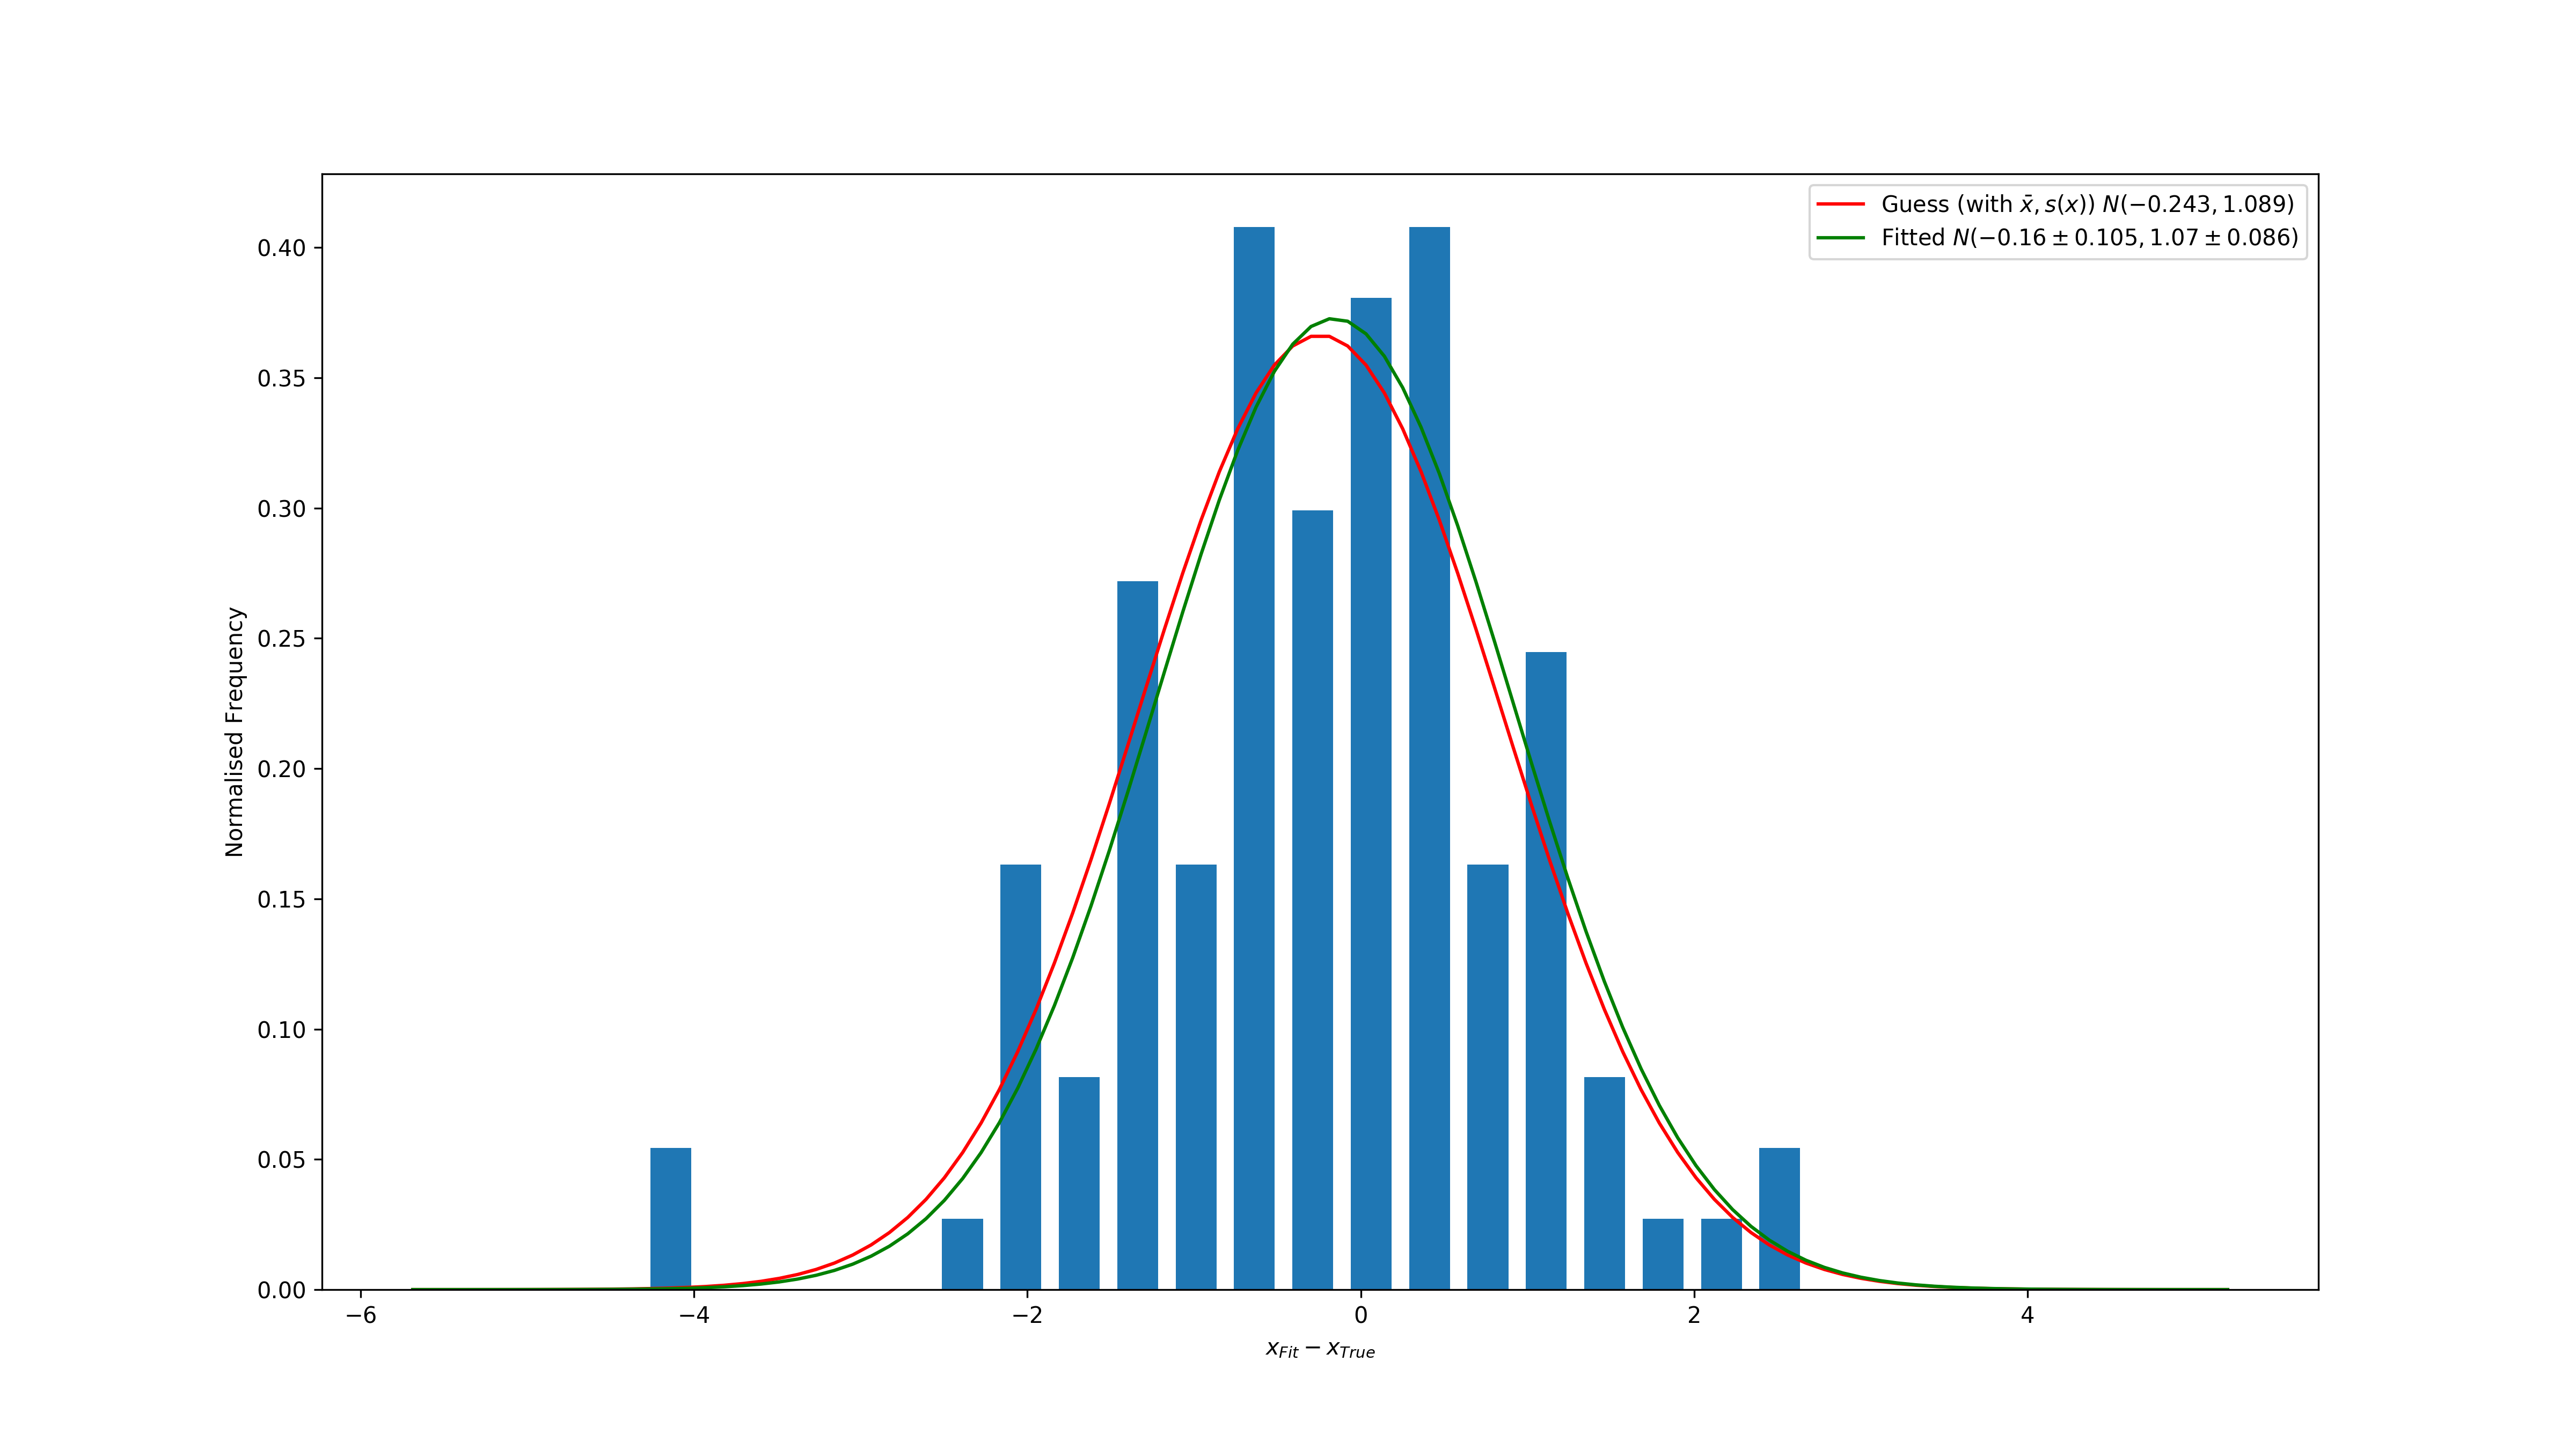 Guess (with x̄, s(x)) N(−0.243, 1.089)
Fitted N(−0.16 ± 0.105, 1.07 ± 0.086)
0.40
0.35
0.30
0.25
0.20
0.15
0.10
0.05
0.00
Normalised Frequency
−6 −4 −2 0 2 4
x_Fit − x_True